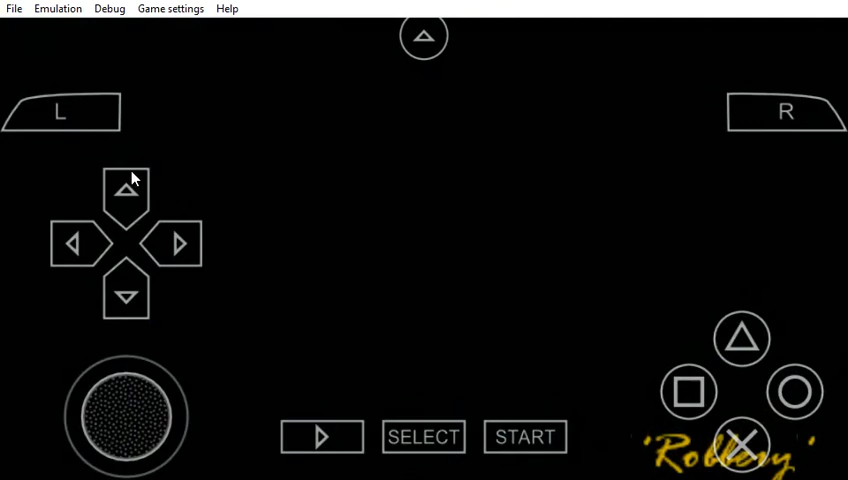 File Emulation Debug Game settings Help
L
R
SELECT START
'Robbery'